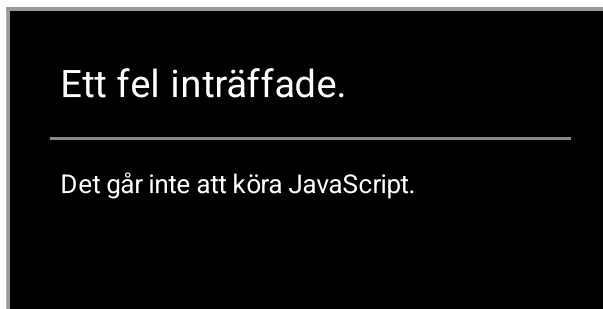 Ett fel inträffade.
Det går inte att köra JavaScript.